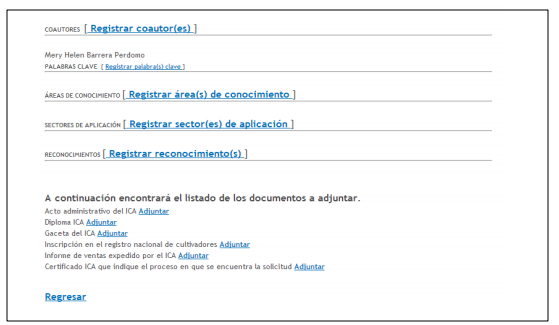 COAUTORES [ Registrar coautor(es) ]
Mery Helen Barrera Perdomo
PALABRAS CLAVE [ Registrar palabra(s) clave ]
ÁREAS DE CONOCIMIENTO [ Registrar área(s) de conocimiento ]
SECTORES DE APLICACIÓN [ Registrar sector(es) de aplicación ]
RECONOCIMIENTOS [ Registrar reconocimiento(s) ]
A continuación encontrará el listado de los documentos a adjuntar.
Acto administrativo del ICA Adjuntar
Diploma ICA Adjuntar
Gaceta del ICA Adjuntar
Inscripción en el registro nacional de cultivadores Adjuntar
Informe de ventas expedido por el ICA Adjuntar
Certificado ICA que indique el proceso en que se encuentra la solicitud Adjuntar
Regresar